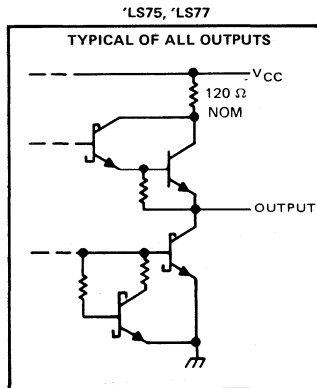 'LS75, 'LS77
TYPICAL OF ALL OUTPUTS
VCC
120 Ω
NOM
OUTPUT